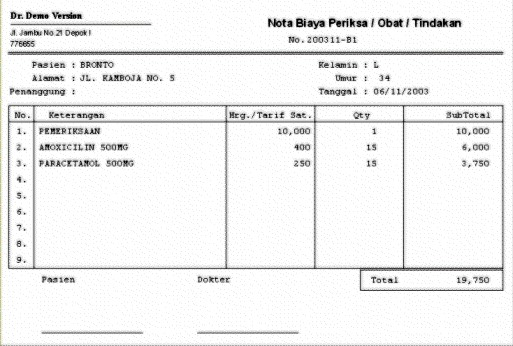 Dr. Demo Version
Nota Biaya Periksa / Obat / Tindakan
Jl. Jambu No.21 Depok I
776655
No.200311-B1
Pasien : BRONTO Kelamin : L
Alamat : JL. KAMBOJA NO. 5 Umur : 34
Penanggung : Tanggal : 06/11/2003
No. Keterangan Hrg./Tarif Sat. Qty SubTotal
1. PEMERIKSAAN 10,000 1 10,000
2. AMOXICILIN 500MG 400 15 6,000
3. PARACETAMOL 500MG 250 15 3,750
4.
5.
6.
7.
8.
9.
Pasien Dokter Total 19,750